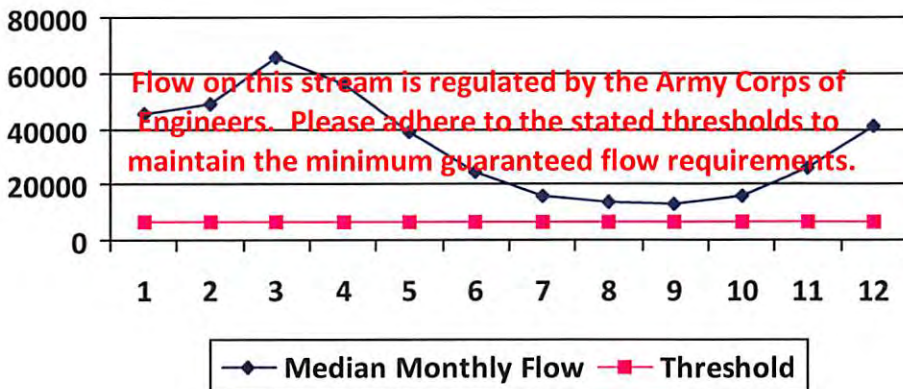 80000
60000
40000
20000
0
Flow on this stream is regulated by the Army Corps of
Engineers. Please adhere to the stated thresholds to
maintain the minimum guaranteed flow requirements.
1 2 3 4 5 6 7 8 9 10 11 12
Median Monthly Flow Threshold